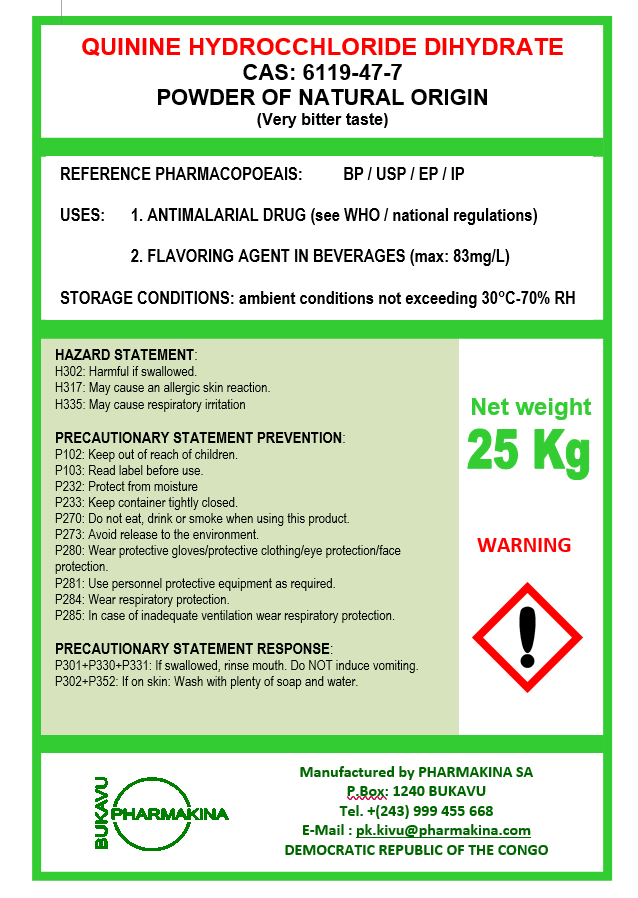 QUININE HYDROCCHLORIDE DIHYDRATE
CAS: 6119-47-7
POWDER OF NATURAL ORIGIN
(Very bitter taste)
REFERENCE PHARMACOPOEAIS: BP / USP / EP / IP
USES: 1. ANTIMALARIAL DRUG (see WHO / national regulations)
2. FLAVORING AGENT IN BEVERAGES (max: 83mg/L)
STORAGE CONDITIONS: ambient conditions not exceeding 30°C-70% RH
HAZARD STATEMENT:
H302: Harmful if swallowed.
H317: May cause an allergic skin reaction.
H335: May cause respiratory irritation
PRECAUTIONARY STATEMENT PREVENTION:
P102: Keep out of reach of children.
P103: Read label before use.
P232: Protect from moisture
P233: Keep container tightly closed.
P270: Do not eat, drink or smoke when using this product.
P273: Avoid release to the environment.
P280: Wear protective gloves/protective clothing/eye protection/face
protection.
P281: Use personnel protective equipment as required.
P284: Wear respiratory protection.
P285: In case of inadequate ventilation wear respiratory protection.
PRECAUTIONARY STATEMENT RESPONSE:
P301+P330+P331: If swallowed, rinse mouth. Do NOT induce vomiting.
P302+P352: If on skin: Wash with plenty of soap and water.
Net weight
25 Kg
WARNING
BUKAVU
PHARMAKINA
Manufactured by PHARMAKINA SA
P.Box: 1240 BUKAVU
Tel. +(243) 999 455 668
E-Mail : pk.kivu@pharmakina.com
DEMOCRATIC REPUBLIC OF THE CONGO